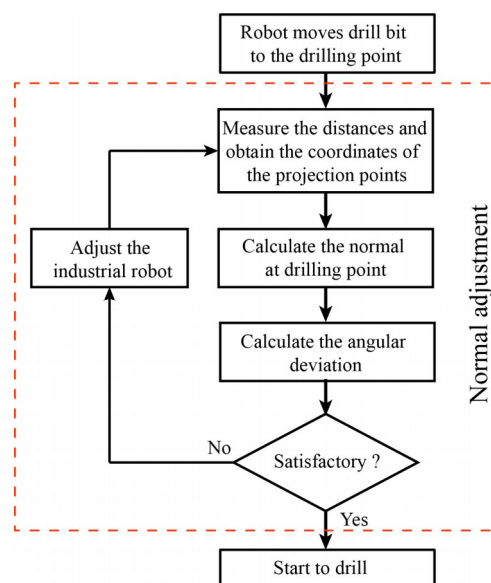 Robot moves drill bit
to the drilling point
Measure the distances and
obtain the coordinates of
the projection points
Adjust the
industrial robot
Calculate the normal
at drilling point
Calculate the angular
deviation
No
Satisfactory ?
Yes
Start to drill
Normal adjustment